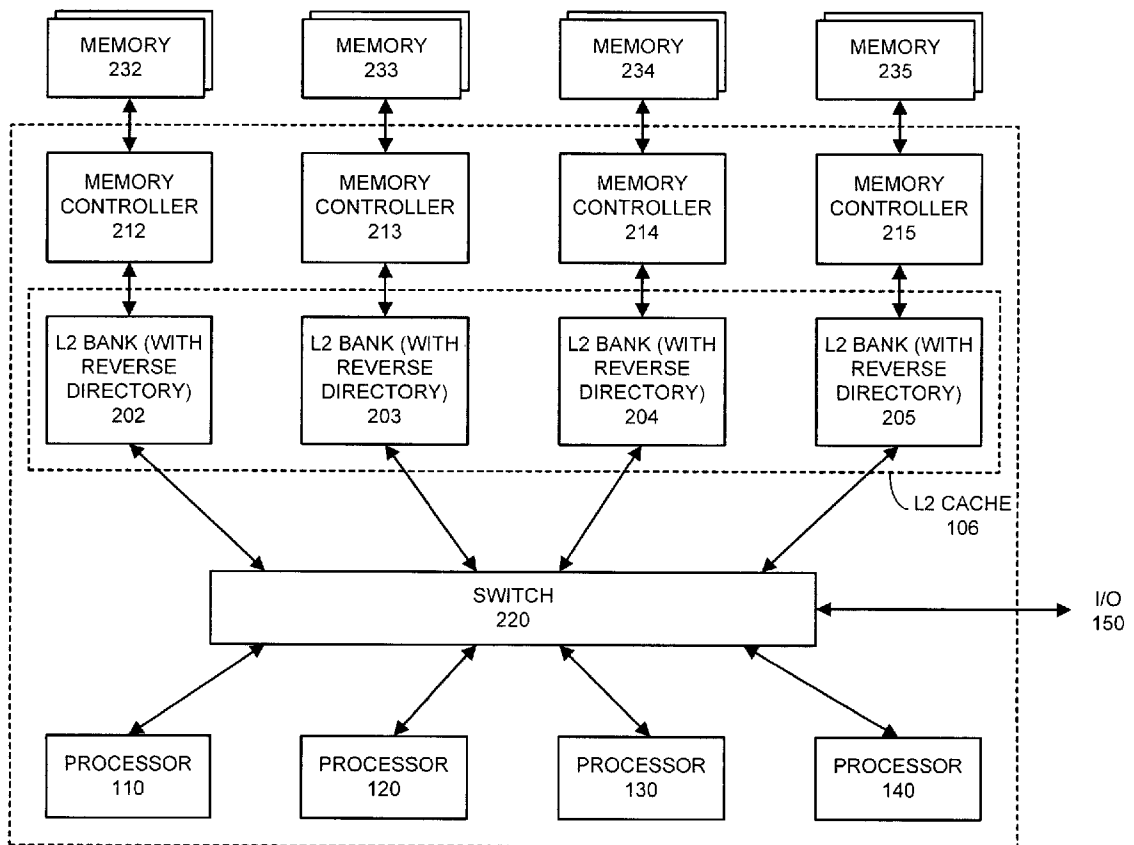 MEMORY
232
MEMORY
233
MEMORY
234
MEMORY
235
MEMORY
CONTROLLER
212
MEMORY
CONTROLLER
213
MEMORY
CONTROLLER
214
MEMORY
CONTROLLER
215
L2 BANK (WITH
REVERSE
DIRECTORY)
202
L2 BANK (WITH
REVERSE
DIRECTORY)
203
L2 BANK (WITH
REVERSE
DIRECTORY)
204
L2 BANK (WITH
REVERSE
DIRECTORY)
205
L2 CACHE
106
SWITCH
220
I/O
150
PROCESSOR
110
PROCESSOR
120
PROCESSOR
130
PROCESSOR
140